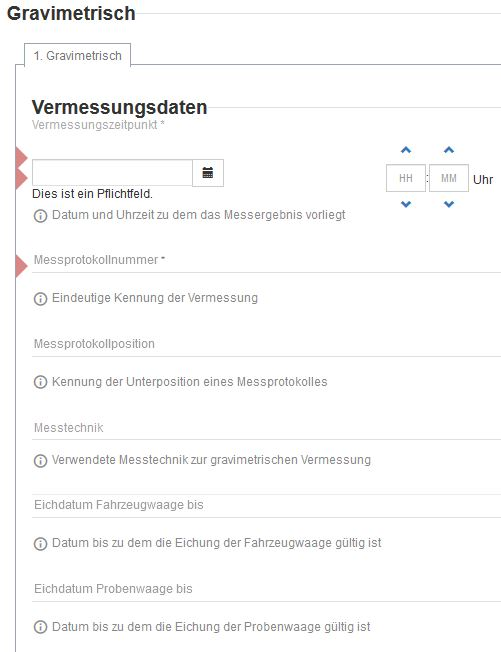 Gravimetrisch
1. Gravimetrisch
Vermessungsdaten
Vermessungszeitpunkt *
HH : MM Uhr
Dies ist ein Pflichtfeld.
Datum und Uhrzeit zu dem das Messergebnis vorliegt
Messprotokollnummer *
Eindeutige Kennung der Vermessung
Messprotokollposition
Kennung der Unterposition eines Messprotokolles
Messtechnik
Verwendete Messtechnik zur gravimetrischen Vermessung
Eichdatum Fahrzeugwaage bis
Datum bis zu dem die Eichung der Fahrzeugwaage gültig ist
Eichdatum Probenwaage bis
Datum bis zu dem die Eichung der Probenwaage gültig ist